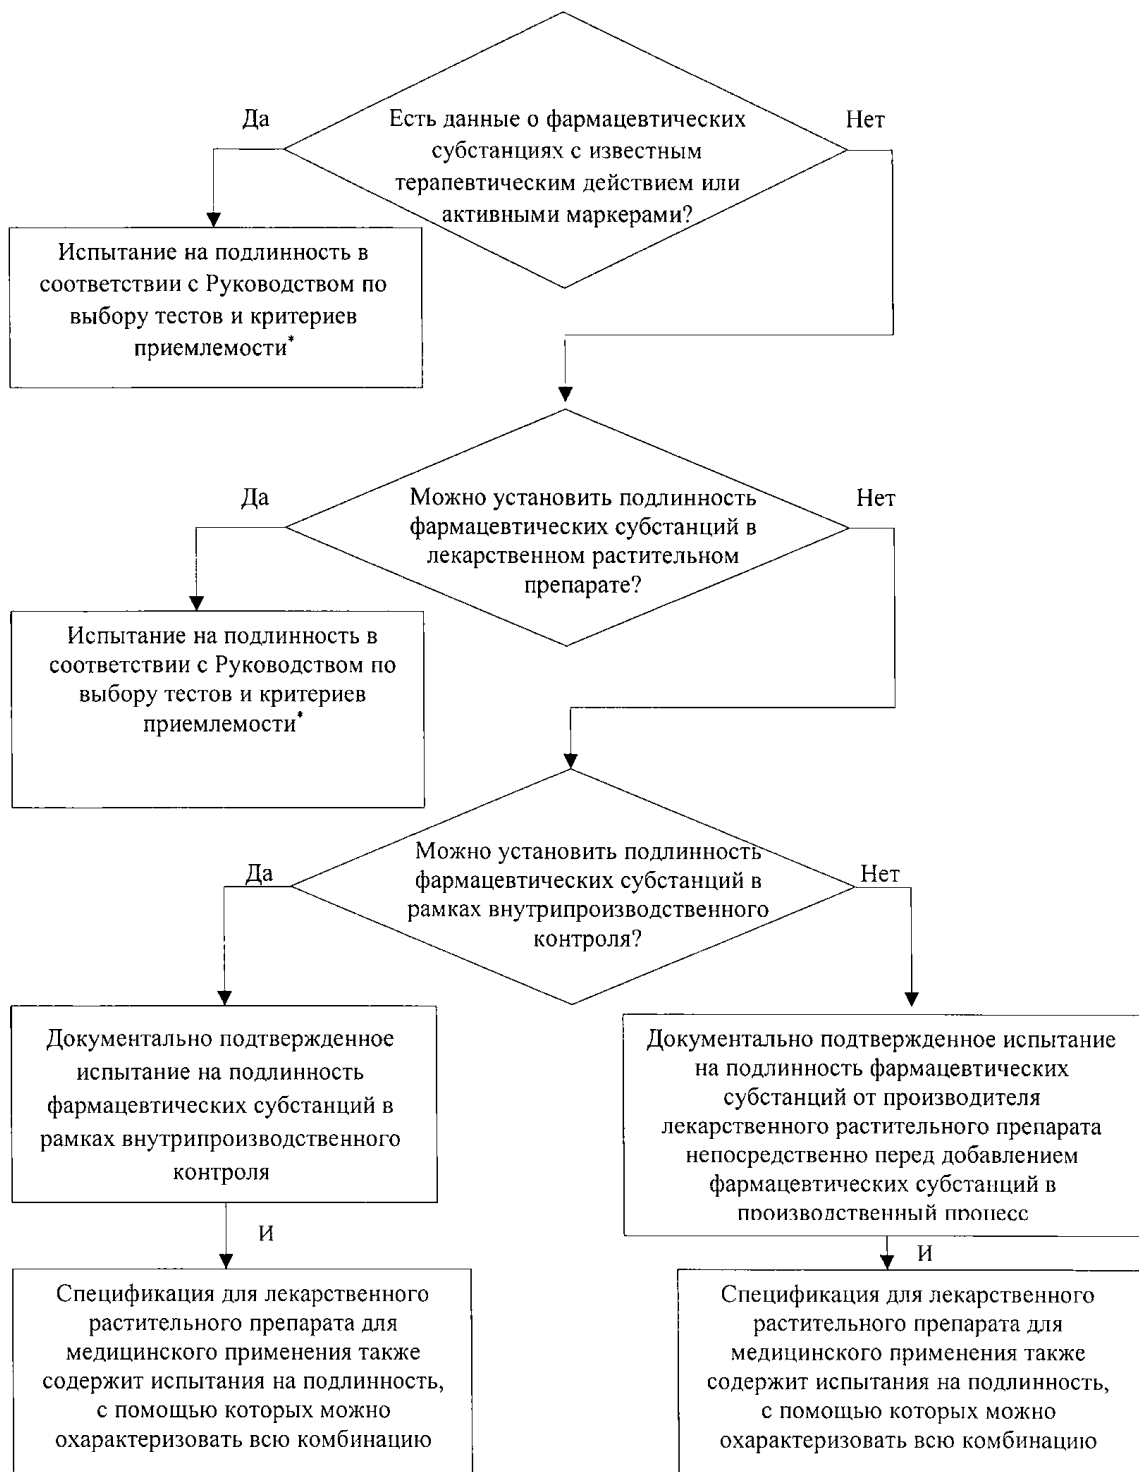 Да
Есть данные о фармацевтических
субстанциях с известным
терапевтическим действием или
активными маркерами?
Нет
Испытание на подлинность в
соответствии с Руководством по
выбору тестов и критериев
приемлемости*
Да
Можно установить подлинность
фармацевтических субстанций в
лекарственном растительном
препарате?
Нет
Испытание на подлинность в
соответствии с Руководством по
выбору тестов и критериев
приемлемости*
Да
Можно установить подлинность
фармацевтических субстанций в
рамках внутрипроизводственного
контроля?
Нет
Документально подтвержденное
испытание на подлинность
фармацевтических субстанций в
рамках внутрипроизводственного
контроля
Документально подтвержденное испытание
на подлинность фармацевтических
субстанций от производителя
лекарственного растительного препарата
непосредственно перед добавлением
фармацевтических субстанций в
производственный процесс
И
И
Спецификация для лекарственного
растительного препарата для
медицинского применения также
содержит испытания на подлинность,
с помощью которых можно
охарактеризовать всю комбинацию
Спецификация для лекарственного
растительного препарата для
медицинского применения также
содержит испытания на подлинность,
с помощью которых можно
охарактеризовать всю комбинацию